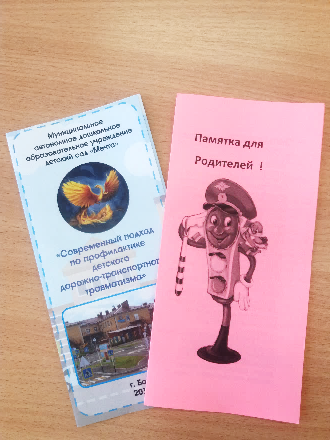 Муниципальное
автономное дошкольное
образовательное учреждение
детский сад «Мечта»
«Современный подход
по профилактике
детского
дорожно-транспортного
травматизма»
г. Бо
20
Памятка для
Родителей !